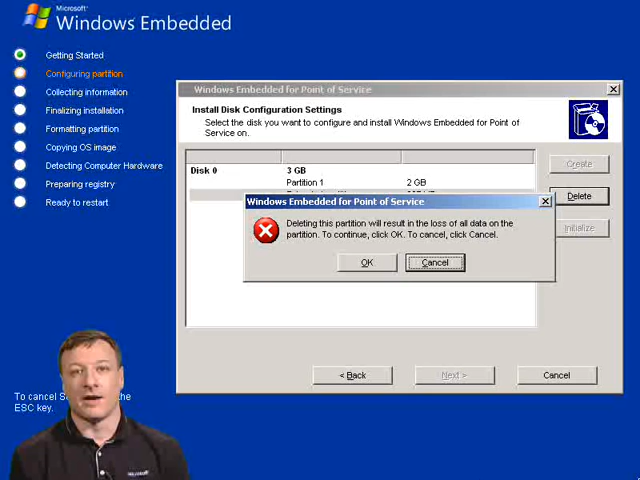 Microsoft®
Windows Embedded
Getting Started
Configuring partition
Collecting information
Finalizing installation
Formatting partition
Copying OS image
Detecting Computer Hardware
Preparing registry
Ready to restart
Windows Embedded for Point of Service
Install Disk Configuration Settings
Select the disk you want to configure and install Windows Embedded for Point of
Service on.
Disk 0 3 GB
Partition 1 2 GB
Create
Delete
Initialize
Windows Embedded for Point of Service
Deleting this partition will result in the loss of all data on the
partition. To continue, click OK. To cancel, click Cancel.
OK
Cancel
< Back
Next >
Cancel
To cancel the
ESC key.